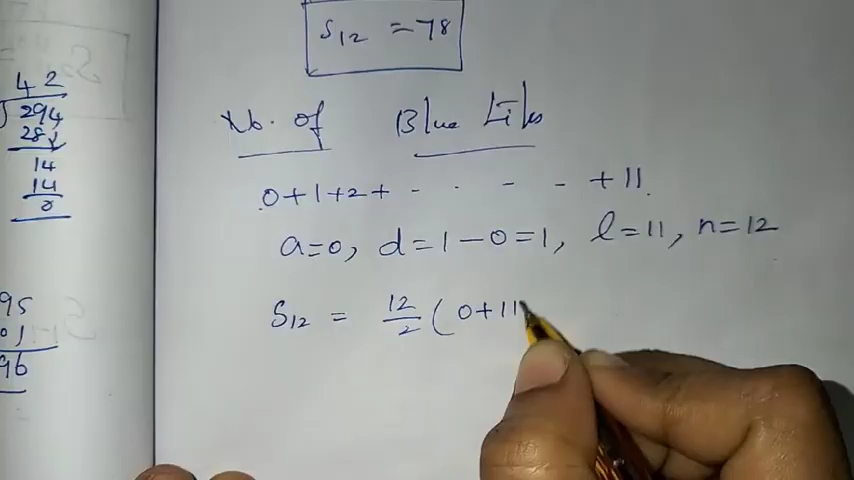 42
294
28
14
14
0
95
01
96
S12 = 78
No. of Blue Tiles
0+1+2+ - . - - +11.
a=0, d=1-0=1, l=11, n=12
S12 = 12/2 (0+11